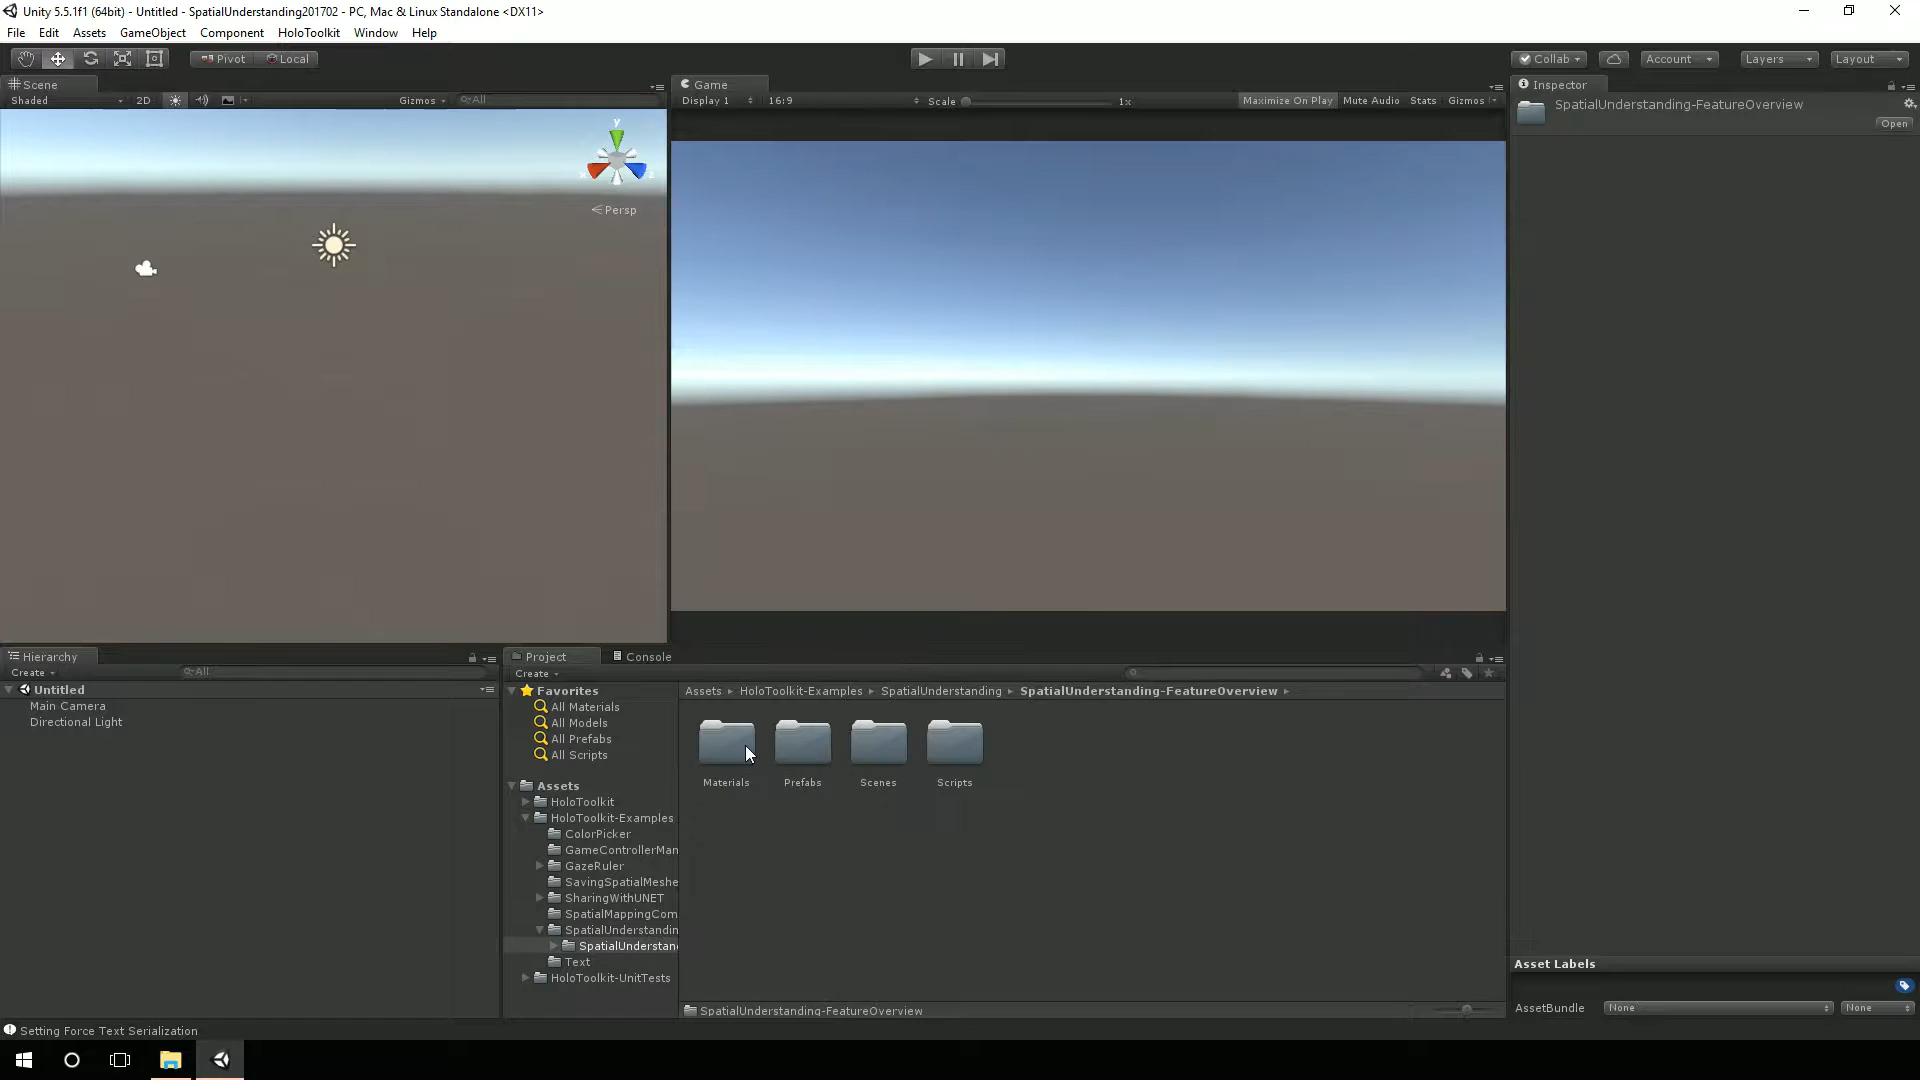 Unity 5.5.1f1 (64bit) - Untitled - SpatialUnderstanding201702 - PC, Mac & Linux Standalone <DX11>
File Edit Assets GameObject Component HoloToolkit Window Help
Pivot Local
Collab Account Layers Layout
Scene
Shaded 2D Gizmos All
y
x z
Persp
Game
Display 1 16:9 Scale 1x Maximize On Play Mute Audio Stats Gizmos
Inspector
SpatialUnderstanding-FeatureOverview
Open
Hierarchy
Create All
Untitled
Main Camera
Directional Light
Project Console
Create
Favorites
All Materials
All Models
All Prefabs
All Scripts
Assets
HoloToolkit
HoloToolkit-Examples
ColorPicker
GameControllerMan
GazeRuler
SavingSpatialMeshe
SharingWithUNET
SpatialMappingCom
SpatialUnderstandin
SpatialUnderstand
Text
HoloToolkit-UnitTests
Assets HoloToolkit-Examples SpatialUnderstanding SpatialUnderstanding-FeatureOverview
Materials Prefabs Scenes Scripts
SpatialUnderstanding-FeatureOverview
Asset Labels
AssetBundle None None
Setting Force Text Serialization